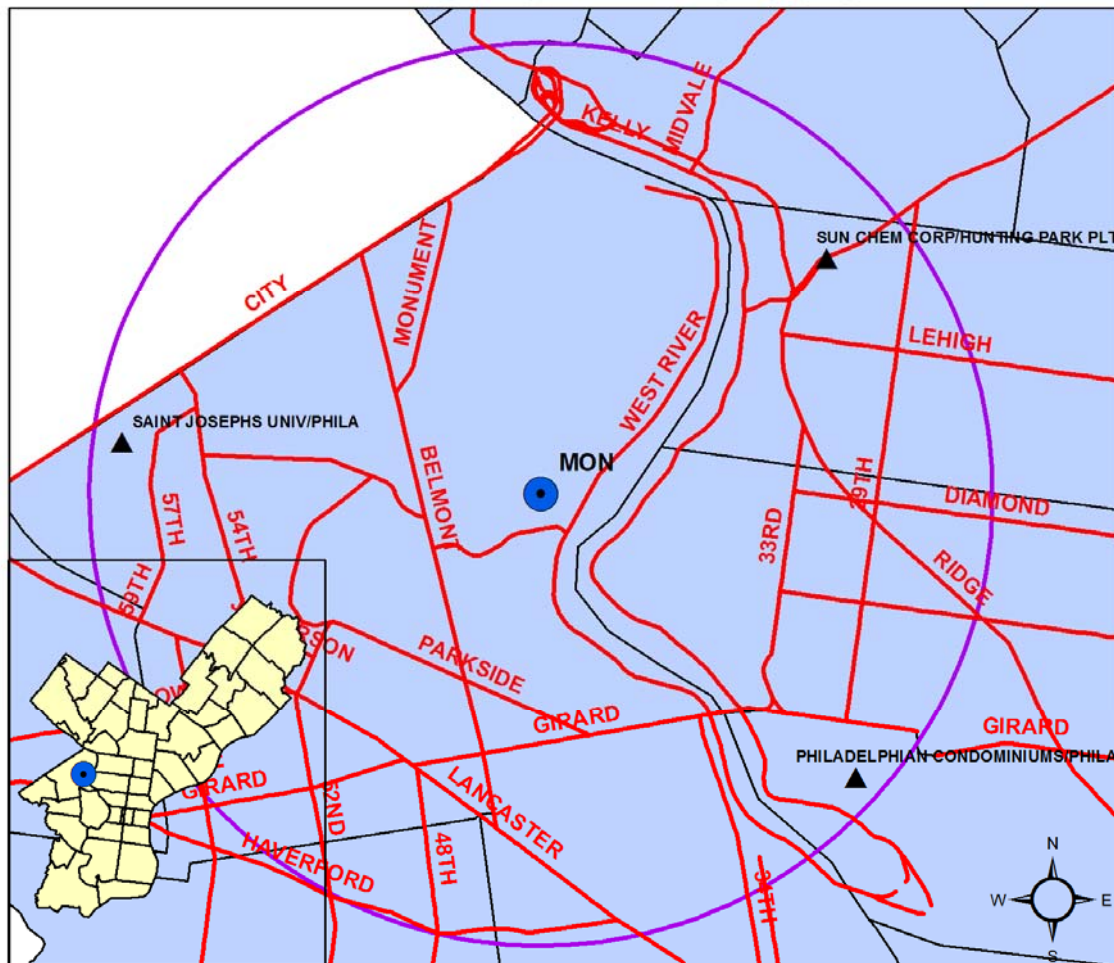 MIDVALE
KELLY
SUN CHEM CORP/HUNTING PARK PLT
CITY
MONUMENT
LEHIGH
WEST RIVER
SAINT JOSEPHS UNIV/PHILA
BELMONT
MON
57TH
54TH
29TH
DIAMOND
33RD
RIDGE
59TH
RSON
PARKSIDE
OW
GIRARD
GIRARD
PHILADELPHIAN CONDOMINIUMS/PHILA
GIRARD
LANCASTER
52ND
48TH
HAVERFORD
34TH
N
W E
S